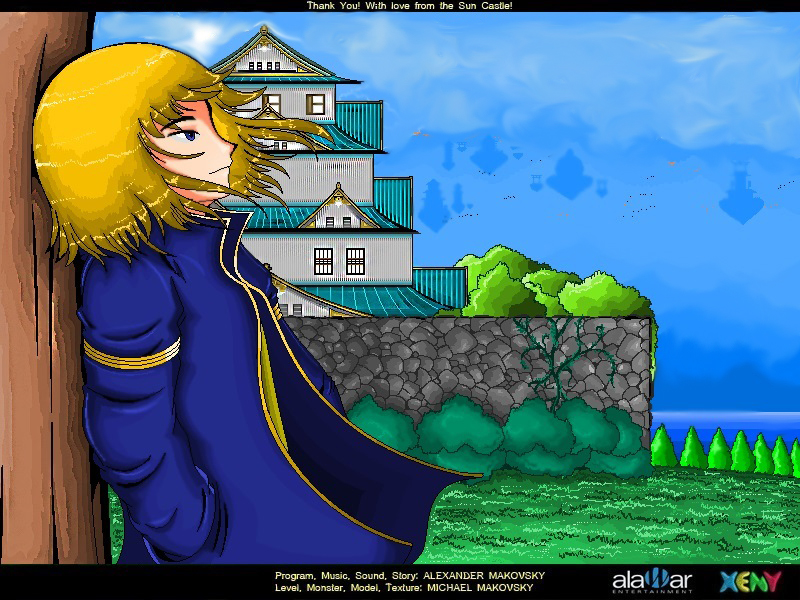 Thank You! With love from the Sun Castle!
Program, Music, Sound, Story: ALEXANDER MAKOVSKY
Level, Monster, Model, Texture: MICHAEL MAKOVSKY
alawar
ENTERTAINMENT
XENY